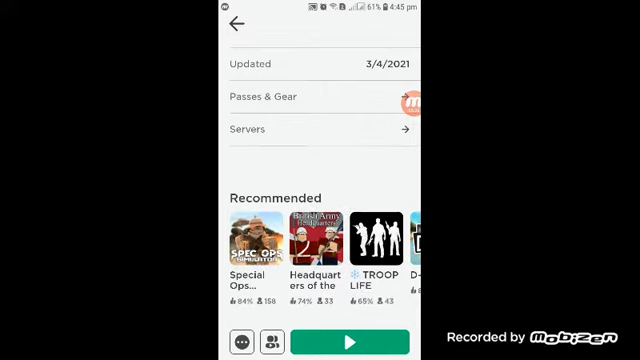 61% 4:45 pm
Updated 3/4/2021
Passes & Gear
Servers
Recommended
SPEC OPS
SIMULATOR
British Army
Headquarters
Special
Ops...
84% 158
Headquart
ers of the
74% 33
❄ TROOP
LIFE
65% 43
D-
Recorded by mobizen